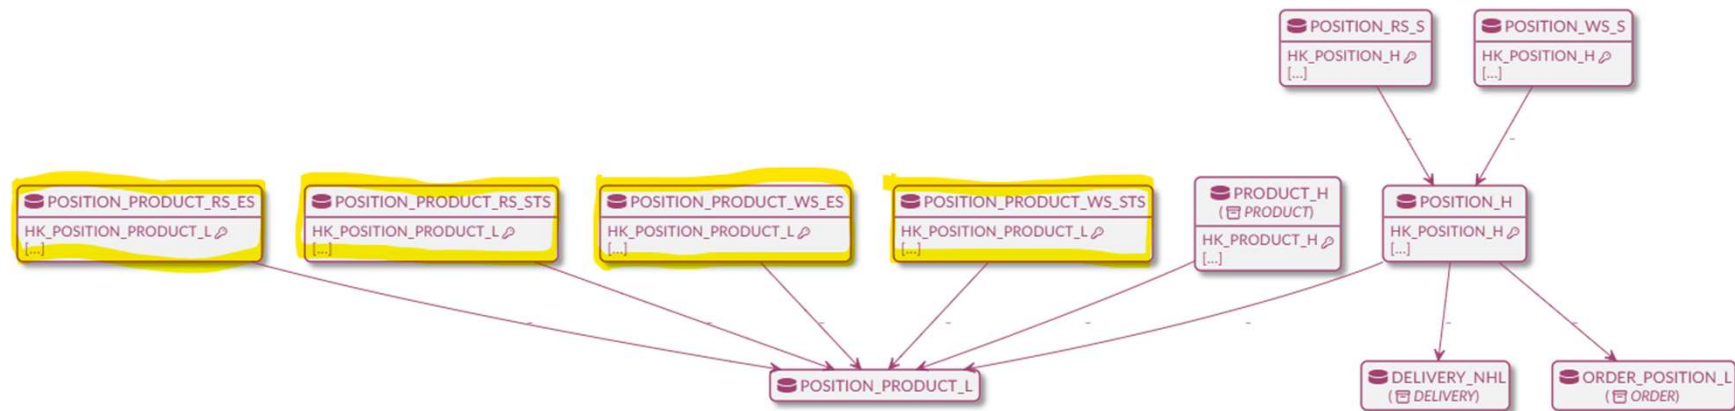 POSITION_RS_S
HK_POSITION_H
[...]
POSITION_WS_S
HK_POSITION_H
[...]
POSITION_PRODUCT_RS_ES
HK_POSITION_PRODUCT_L
[...]
POSITION_PRODUCT_RS_STS
HK_POSITION_PRODUCT_L
[...]
POSITION_PRODUCT_WS_ES
HK_POSITION_PRODUCT_L
[...]
POSITION_PRODUCT_WS_STS
HK_POSITION_PRODUCT_L
[...]
PRODUCT_H
(PRODUCT)
HK_PRODUCT_H
[...]
POSITION_H
HK_POSITION_H
[...]
POSITION_PRODUCT_L
DELIVERY_NHL
(DELIVERY)
ORDER_POSITION_L
(ORDER)